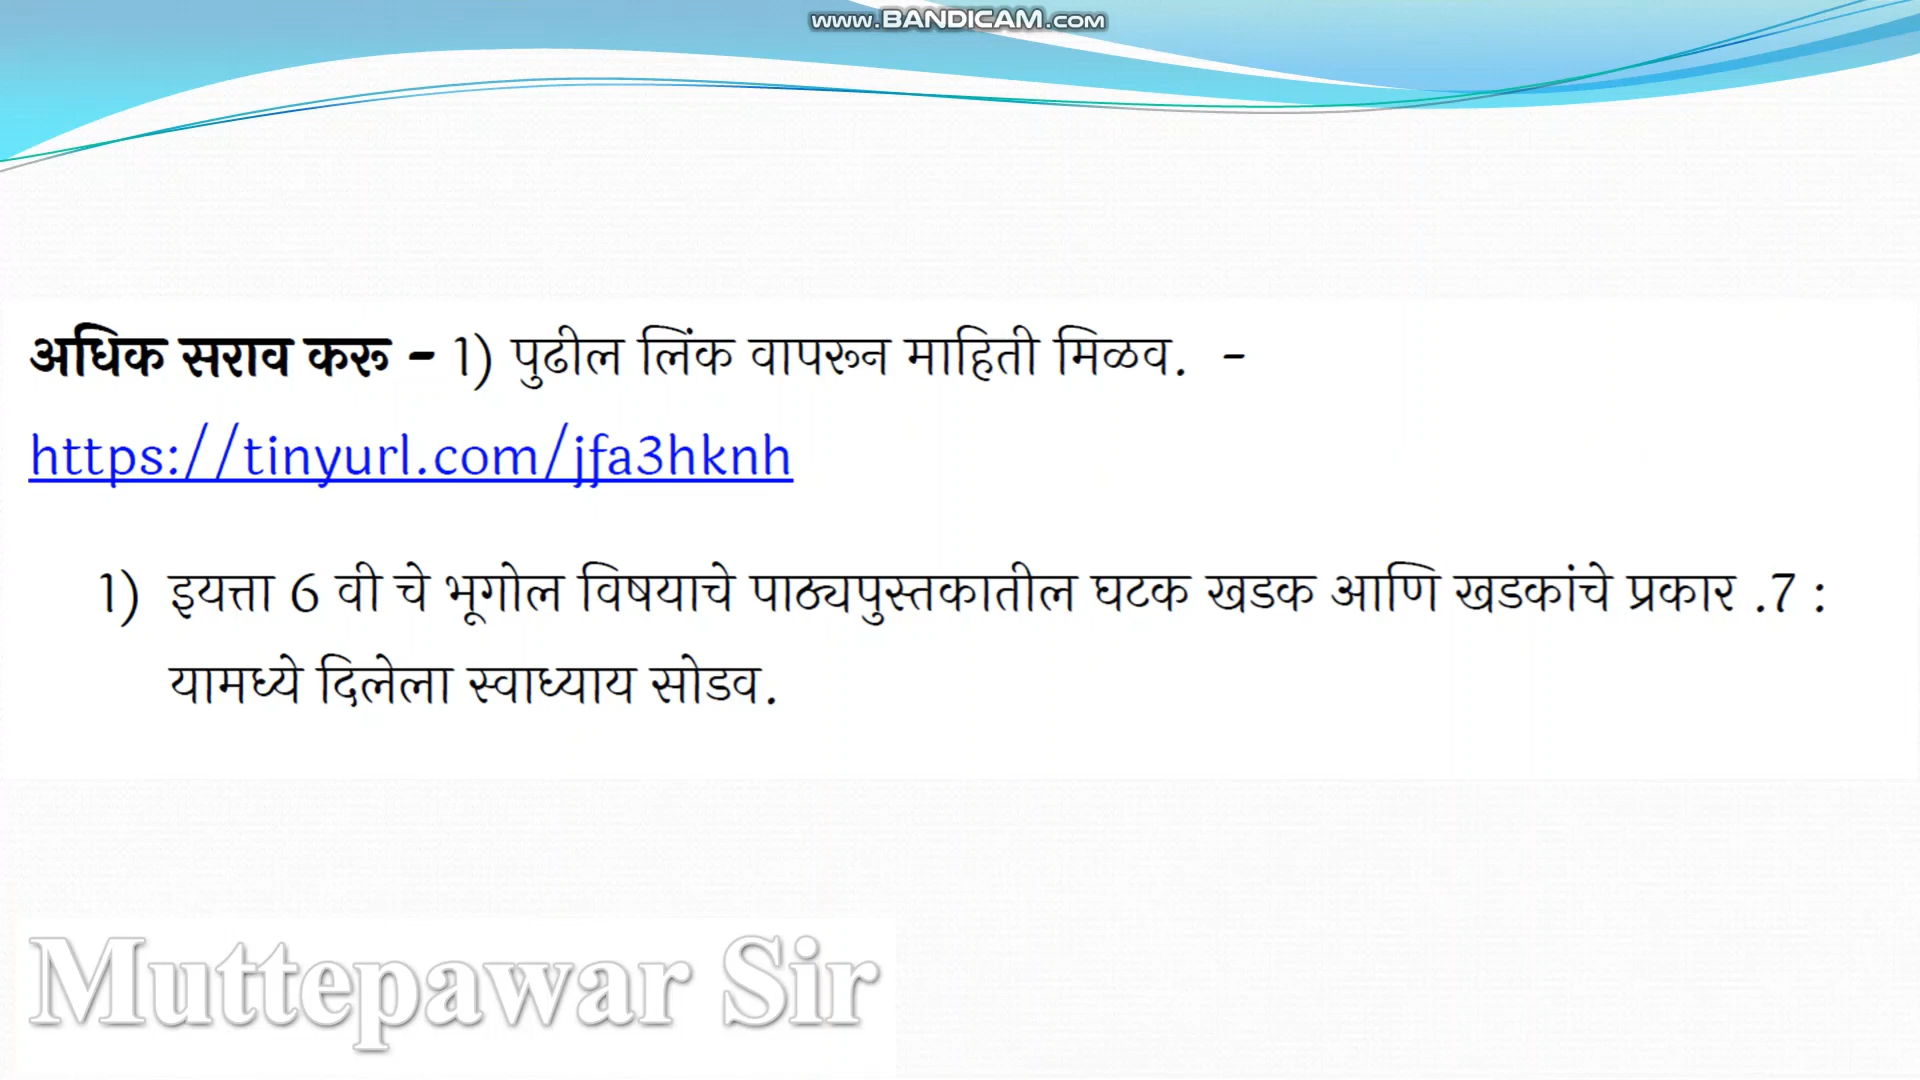 www.BANDICAM.com
अधिक सराव करू - 1) पुढील लिंक वापरून माहिती मिळव. -
https://tinyurl.com/jfa3hknh
1) इयत्ता 6 वी चे भूगोल विषयाचे पाठ्यपुस्तकातील घटक खडक आणि खडकांचे प्रकार .7 :
यामध्ये दिलेला स्वाध्याय सोडव.
Muttepawar Sir